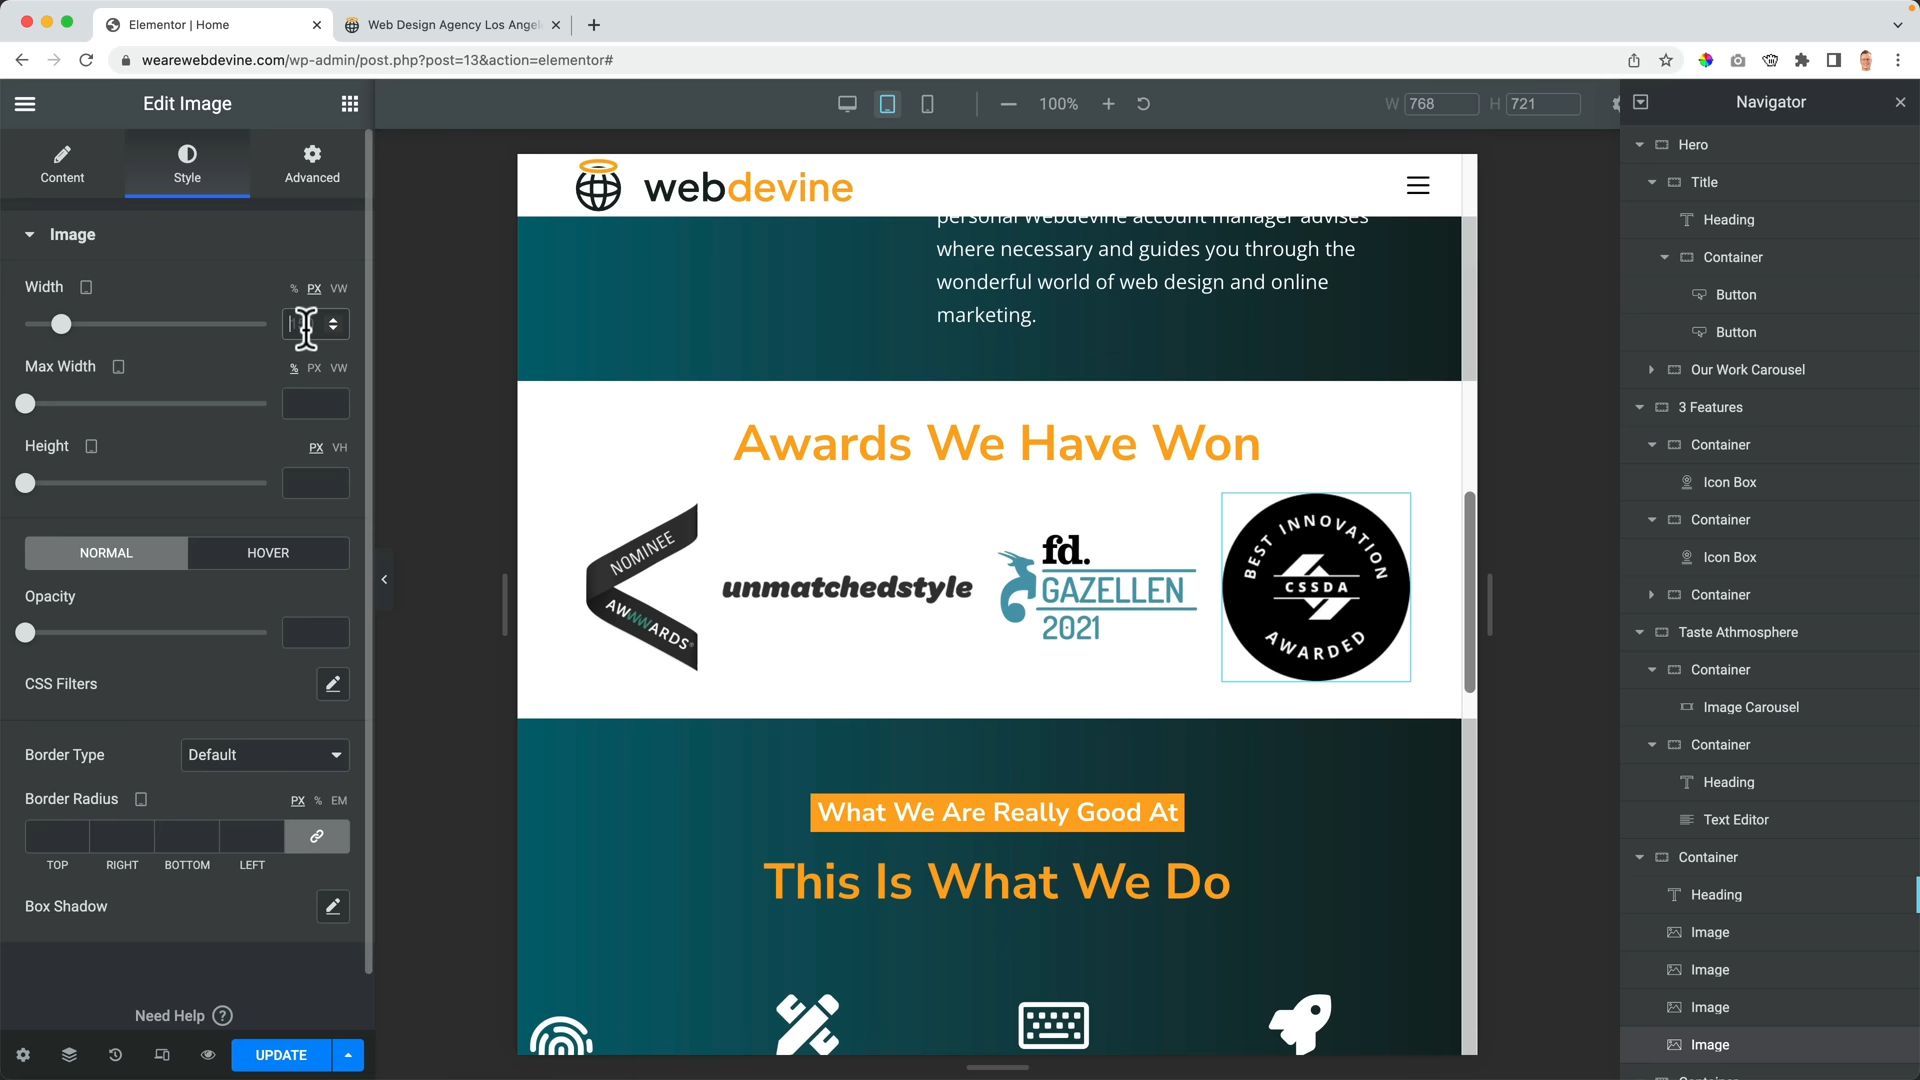 Elementor | Home
Web Design Agency Los Angel
wearewebdevine.com/wp-admin/post.php?post=13&action=elementor#
Edit Image
100%
W 768
H 721
Navigator
Content
Style
Advanced
Image
Width
% PX VW
Max Width
% PX VW
Height
PX VH
NORMAL
HOVER
Opacity
CSS Filters
Border Type
Default
Border Radius
PX % EM
TOP
RIGHT
BOTTOM
LEFT
Box Shadow
Need Help
UPDATE
webdevine
personal Webdevine account manager advises
where necessary and guides you through the
wonderful world of web design and online
marketing.
Awards We Have Won
NOMINEE
AWWWARDS
unmatchedstyle
fd.
GAZELLEN
2021
BEST INNOVATION
CSSDA
AWARDED
What We Are Really Good At
This Is What We Do
Hero
Title
Heading
Container
Button
Button
Our Work Carousel
3 Features
Container
Icon Box
Container
Icon Box
Container
Taste Athmosphere
Container
Image Carousel
Container
Heading
Text Editor
Container
Heading
Image
Image
Image
Image